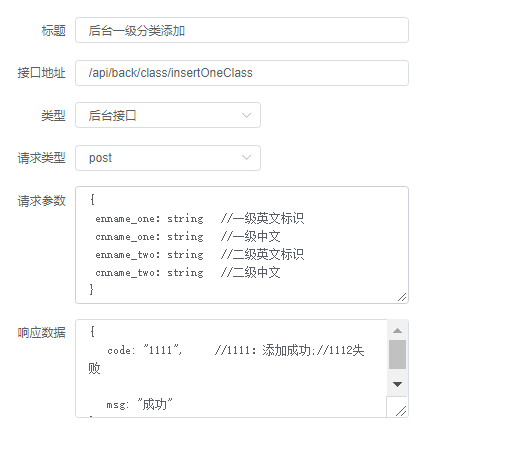 标题 后台一级分类添加
接口地址 /api/back/class/insertOneClass
类型 后台接口
请求类型 post
请求参数 {
enname_one: string //一级英文标识
cnname_one: string //一级中文
enname_two: string //二级英文标识
cnname_two: string //二级中文
}
响应数据 {
code: "1111", //1111: 添加成功;//1112失
败
msg: "成功"